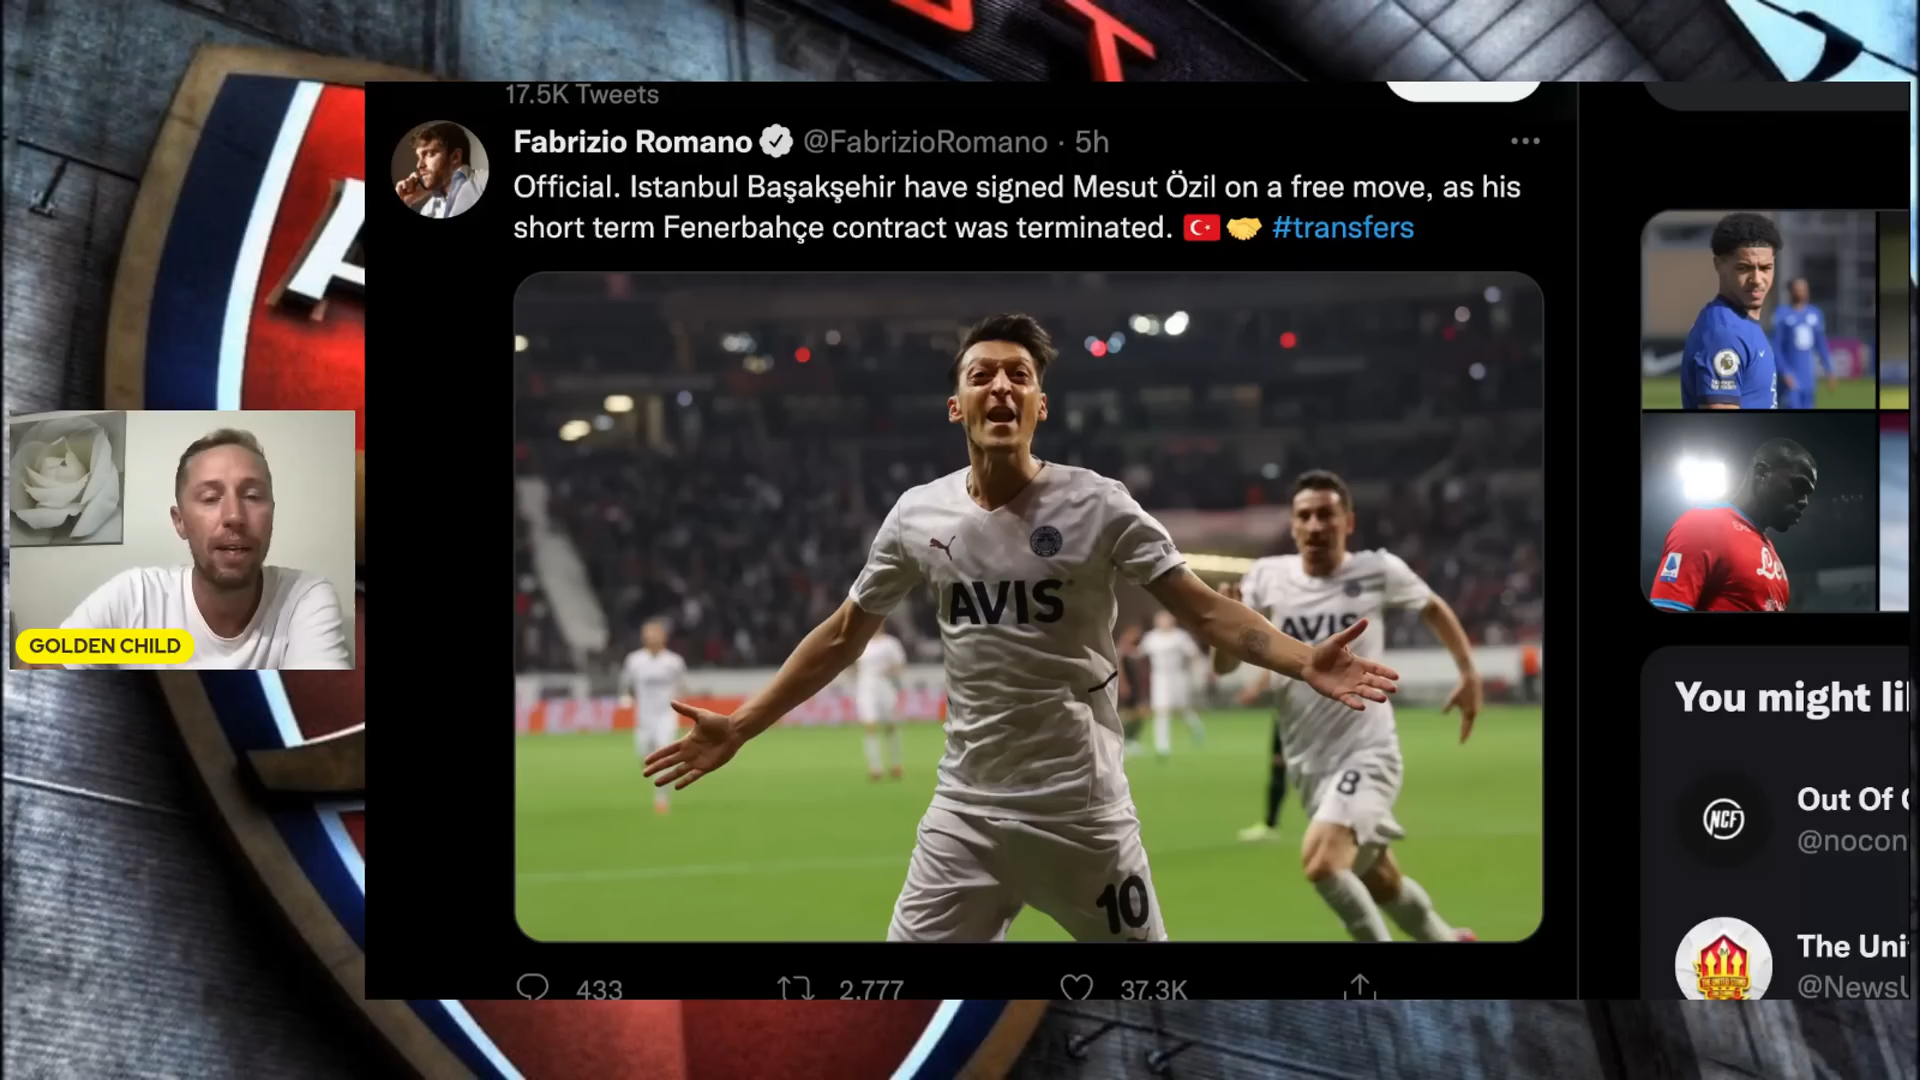 17.5K Tweets
Fabrizio Romano @FabrizioRomano · 5h
Official. Istanbul Başakşehir have signed Mesut Özil on a free move, as his
short term Fenerbahçe contract was terminated. 🇹🇷🤝 #transfers
AVIS
AVIS
8
10
433 2,777 37.3K
GOLDEN CHILD
You might li
NCF
Out Of
@nocon
The Uni
@News